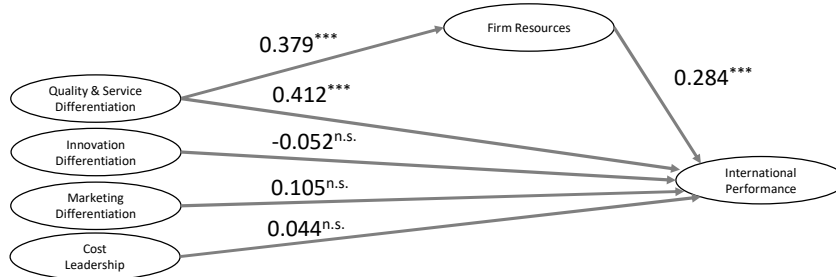 Firm Resources
0.379***
0.284***
Quality & Service
Differentiation
0.412***
Innovation
Differentiation
-0.052n.s.
International
Performance
Marketing
Differentiation
0.105n.s.
Cost
Leadership
0.044n.s.